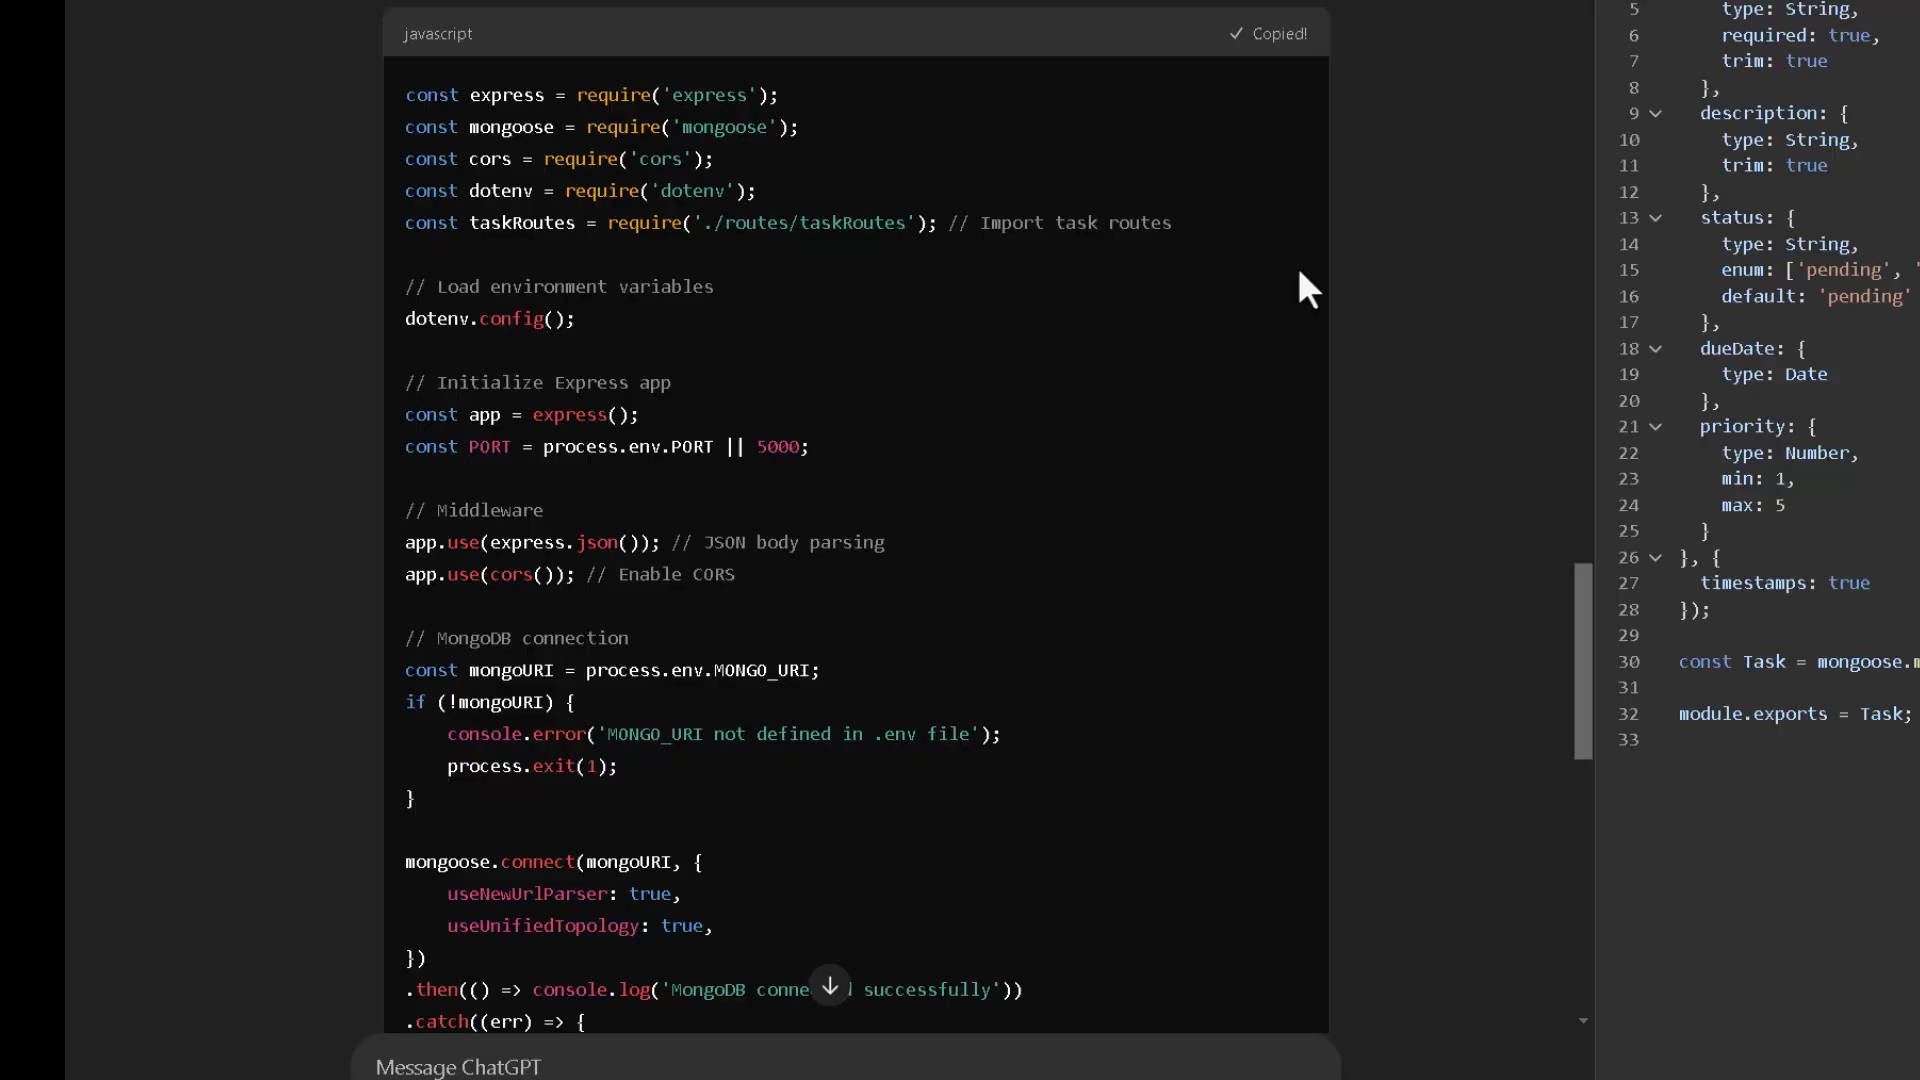 javascript
✓ Copied!
const express = require('express');
const mongoose = require('mongoose');
const cors = require('cors');
const dotenv = require('dotenv');
const taskRoutes = require('./routes/taskRoutes'); // Import task routes
// Load environment variables
dotenv.config();
// Initialize Express app
const app = express();
const PORT = process.env.PORT || 5000;
// Middleware
app.use(express.json()); // JSON body parsing
app.use(cors()); // Enable CORS
// MongoDB connection
const mongoURI = process.env.MONGO_URI;
if (!mongoURI) {
    console.error('MONGO_URI not defined in .env file');
    process.exit(1);
}
mongoose.connect(mongoURI, {
    useNewUrlParser: true,
    useUnifiedTopology: true,
})
.then(() => console.log('MongoDB conne successfully'))
.catch((err) => {
Message ChatGPT
5 type: String,
6 required: true,
7 trim: true
8 },
9 description: {
10 type: String,
11 trim: true
12 },
13 status: {
14 type: String,
15 enum: ['pending', '
16 default: 'pending'
17 },
18 dueDate: {
19 type: Date
20 },
21 priority: {
22 type: Number,
23 min: 1,
24 max: 5
25 }
26 }, {
27 timestamps: true
28 });
29
30 const Task = mongoose.
31
32 module.exports = Task;
33